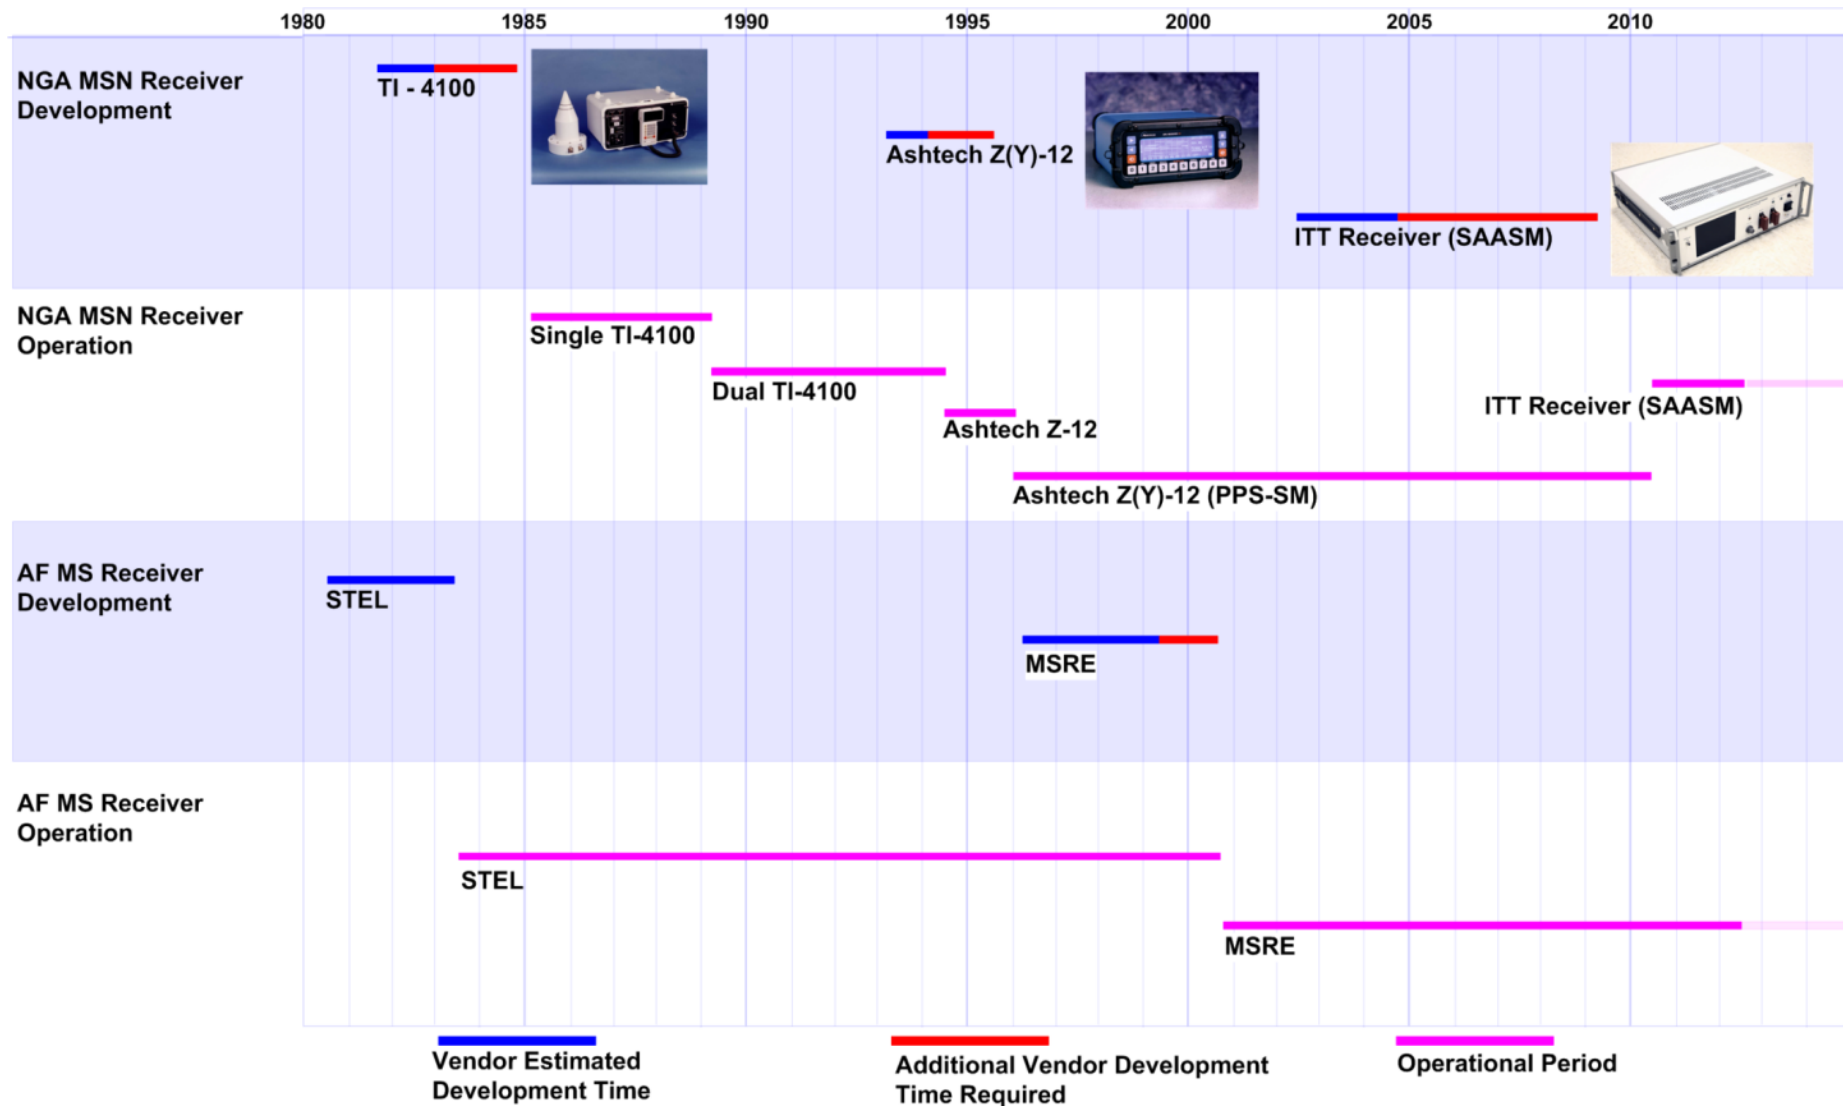 1980 1985 1990 1995 2000 2005 2010
NGA MSN Receiver
Development
TI - 4100
Ashtech Z(Y)-12
ITT Receiver (SAASM)
NGA MSN Receiver
Operation
Single TI-4100
Dual TI-4100
ITT Receiver (SAASM)
Ashtech Z-12
Ashtech Z(Y)-12 (PPS-SM)
AF MS Receiver
Development
STEL
MSRE
AF MS Receiver
Operation
STEL
MSRE
Vendor Estimated
Development Time
Additional Vendor Development
Time Required
Operational Period